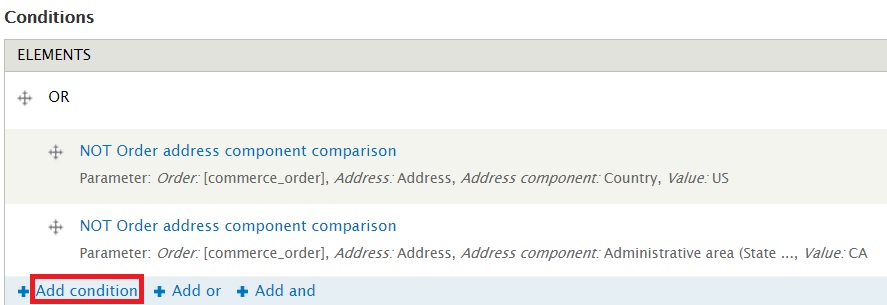 Conditions
ELEMENTS
OR
NOT Order address component comparison
Parameter: Order: [commerce_order], Address: Address, Address component: Country, Value: US
NOT Order address component comparison
Parameter: Order: [commerce_order], Address: Address, Address component: Administrative area (State ..., Value: CA
Add condition Add or Add and